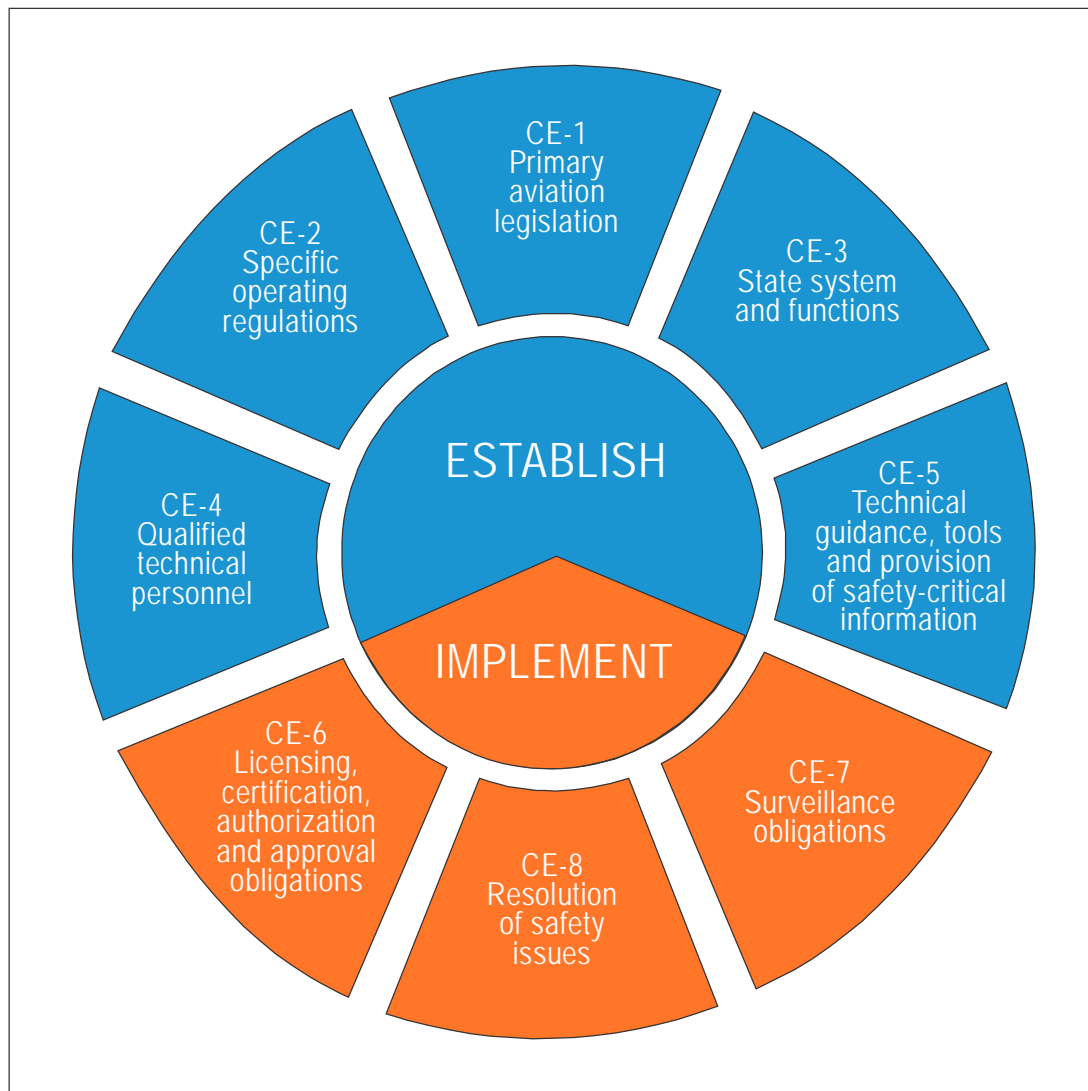 CE-1
Primary
aviation
legislation
CE-2
Specific
operating
regulations
CE-3
State system
and functions
ESTABLISH
CE-4
Qualified
technical
personnel
CE-5
Technical
guidance, tools
and provision
of safety-critical
information
IMPLEMENT
CE-6
Licensing,
certification,
authorization
and approval
obligations
CE-7
Surveillance
obligations
CE-8
Resolution
of safety
issues